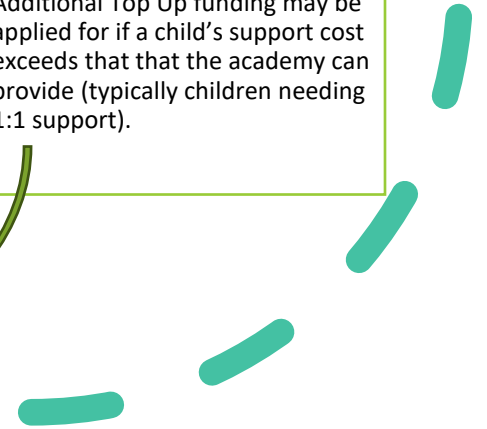 Additional Top Up funding may be
applied for if a child's support cost
exceeds that that the academy can
provide (typically children needing
1:1 support).